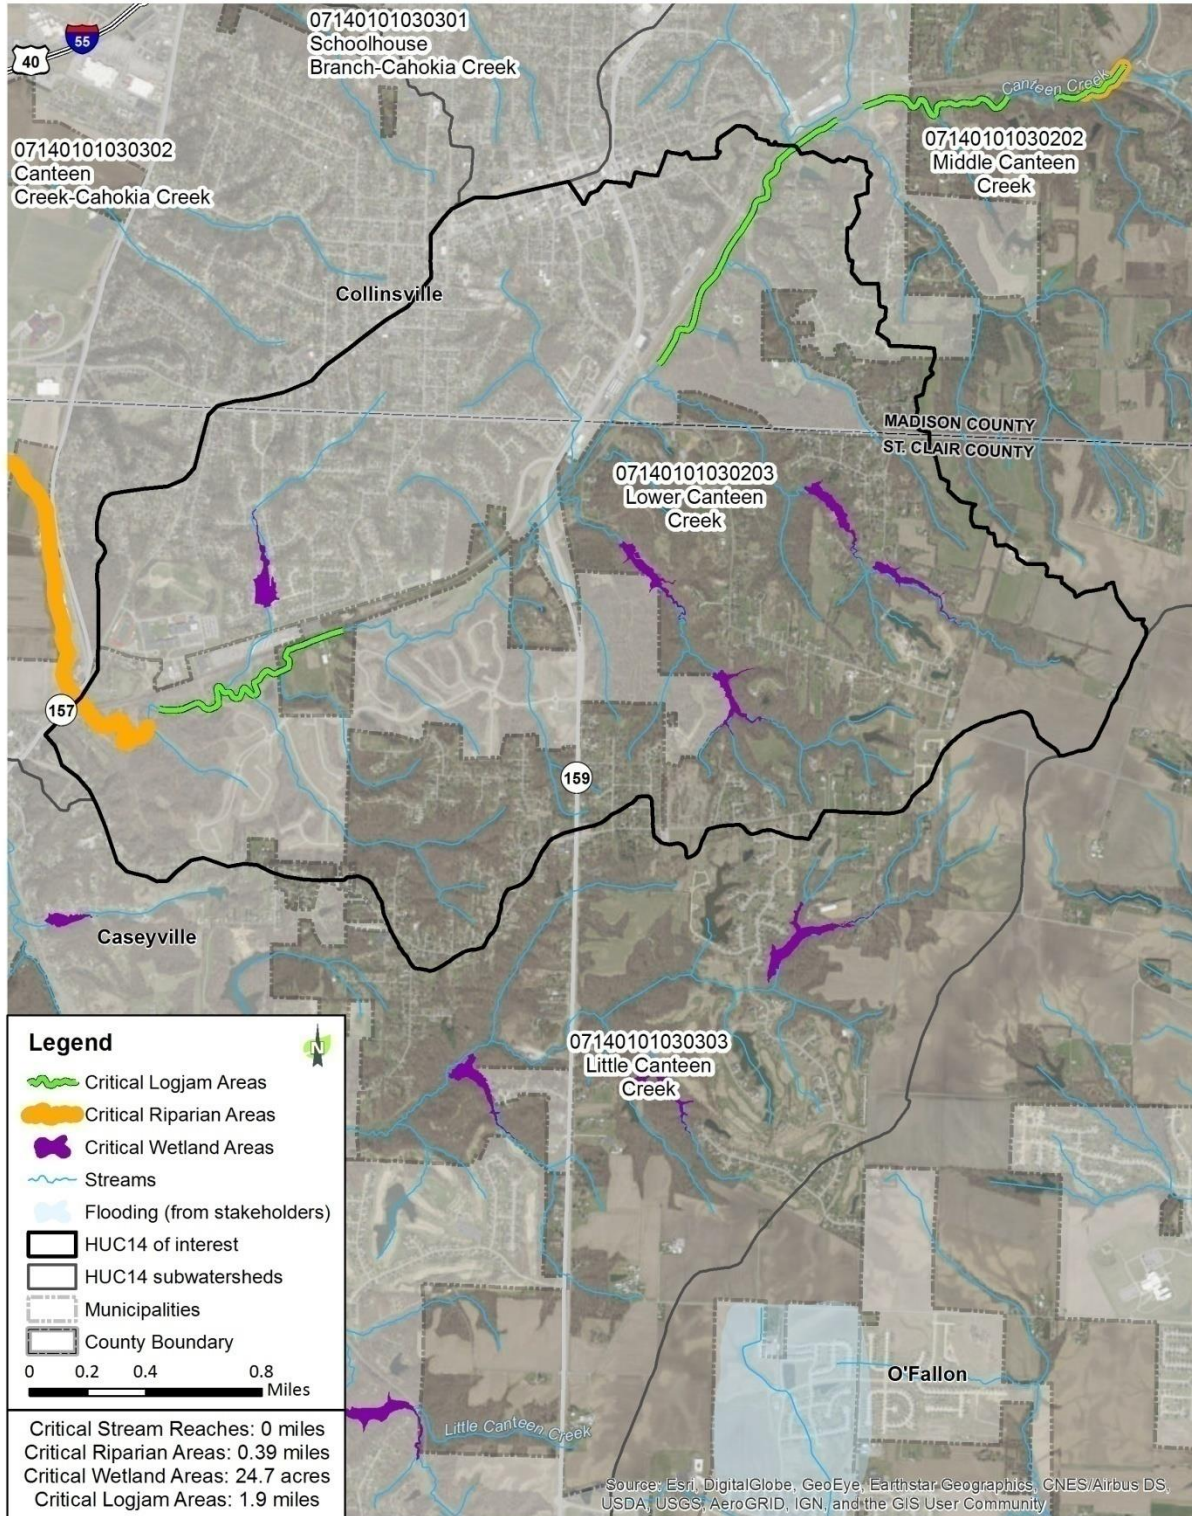 07140101030301
Schoolhouse
Branch-Cahokia Creek
55
40
Canteen Creek
07140101030202
Middle Canteen
Creek
07140101030302
Canteen
Creek-Cahokia Creek
Collinsville
MADISON COUNTY
ST. CLAIR COUNTY
07140101030203
Lower Canteen
Creek
157
159
Caseyville
07140101030303
Little Canteen
Creek
O'Fallon
Little Canteen Creek
Legend
N
Critical Logjam Areas
Critical Riparian Areas
Critical Wetland Areas
Streams
Flooding (from stakeholders)
HUC14 of interest
HUC14 subwatersheds
Municipalities
County Boundary
0 0.2 0.4 0.8
Miles
Critical Stream Reaches: 0 miles
Critical Riparian Areas: 0.39 miles
Critical Wetland Areas: 24.7 acres
Critical Logjam Areas: 1.9 miles
Source: Esri, DigitalGlobe, GeoEye, Earthstar Geographics, CNES/Airbus DS,
USDA, USGS, AeroGRID, IGN, and the GIS User Community